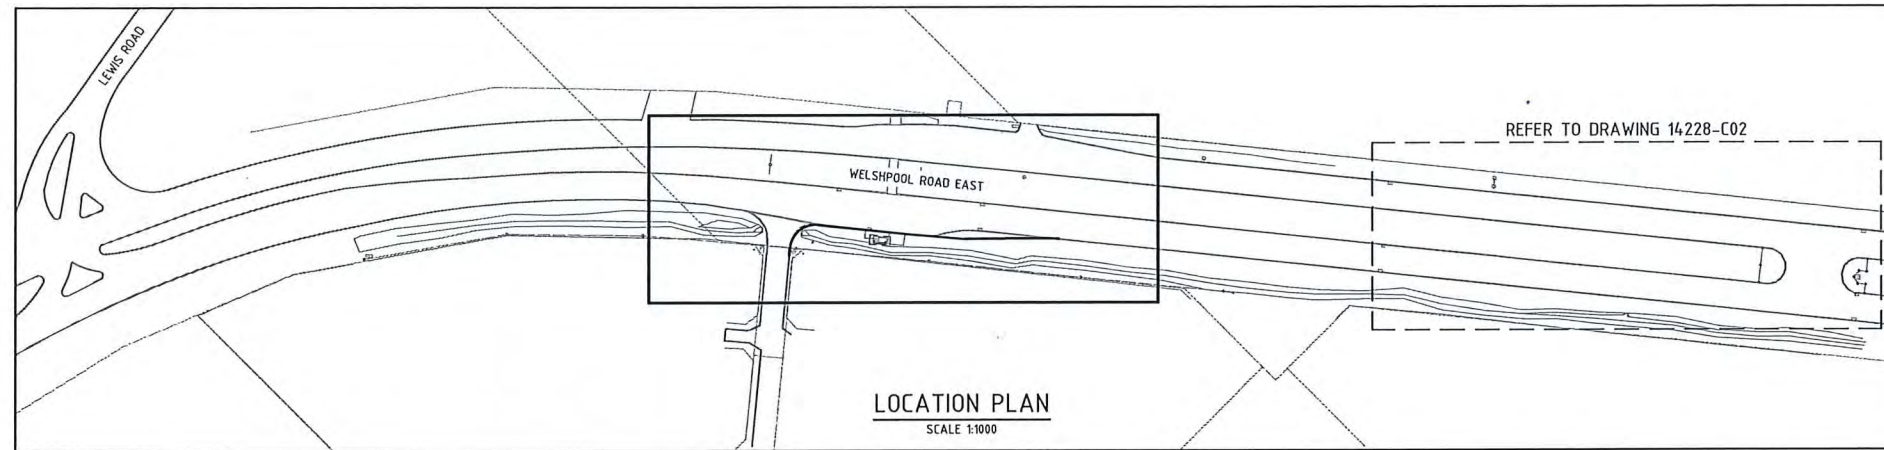 LEWIS ROAD
REFER TO DRAWING 14228-C02
WELSHPOOL ROAD EAST
LOCATION PLAN
SCALE 1:1000